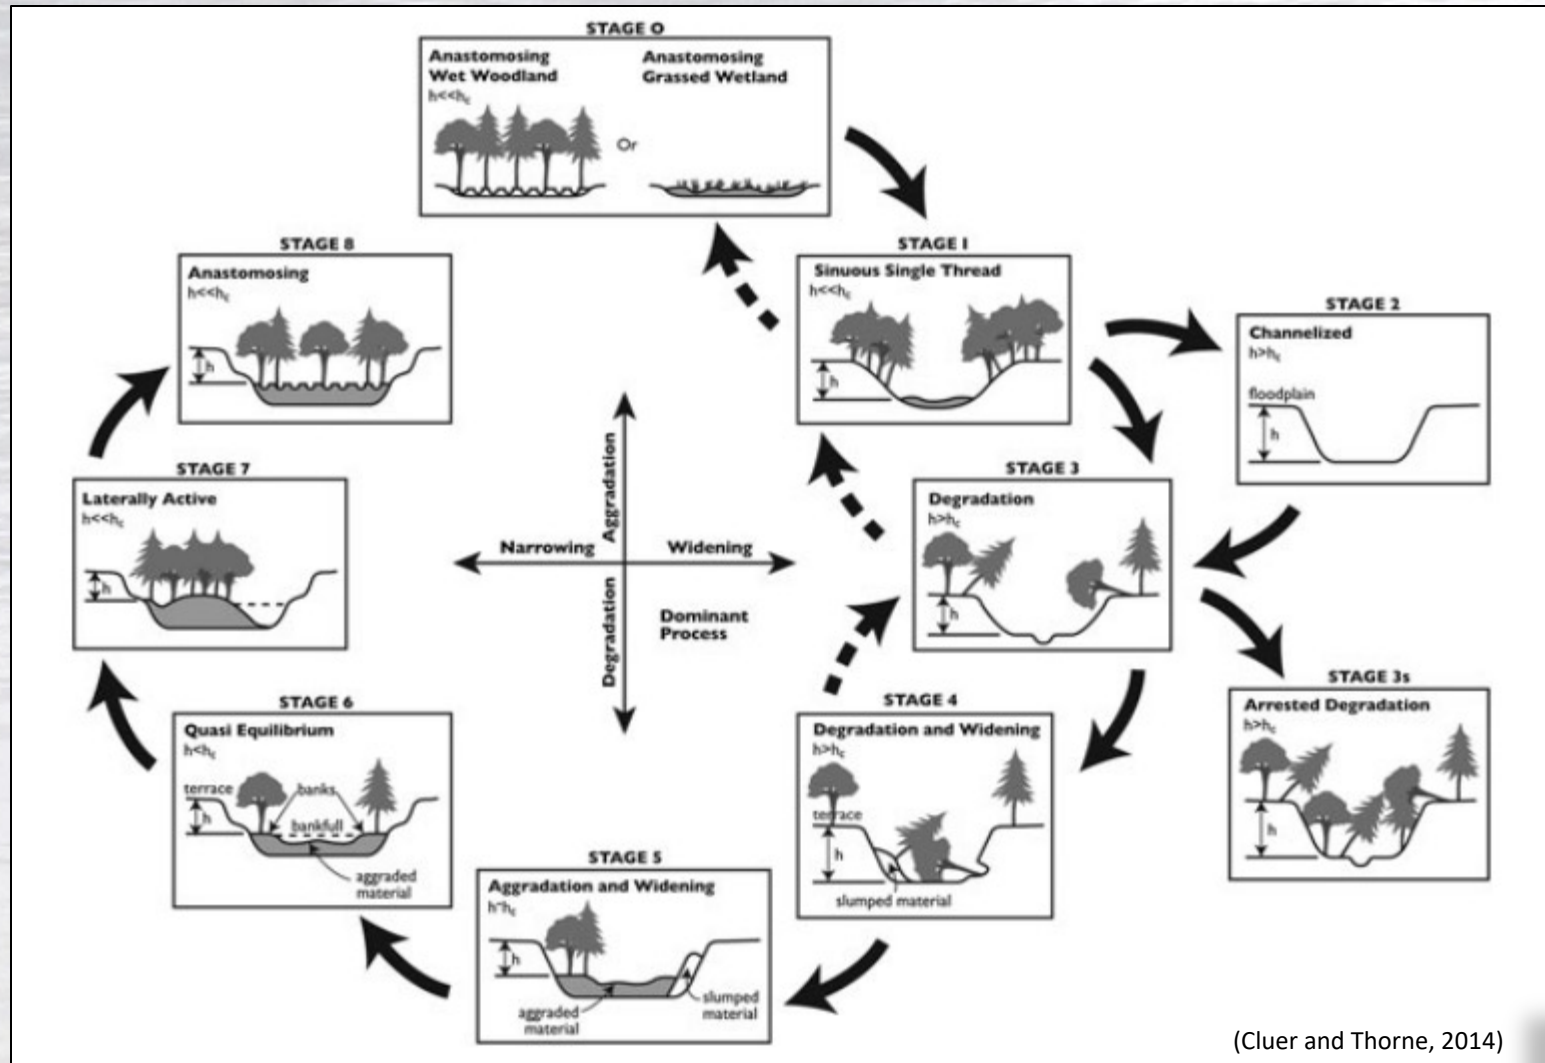 STAGE O
Anastomosing
Wet Woodland
h<<hc
Or
Anastomosing
Grassed Wetland
STAGE 8
Anastomosing
h<<hc
h
STAGE I
Sinuous Single Thread
h<<hc
h
STAGE 2
Channelized
h>hc
floodplain
h
STAGE 7
Laterally Active
h<<hc
h
Aggradation
Narrowing
Widening
Degradation
Dominant
Process
STAGE 3
Degradation
h>hc
h
STAGE 3s
Arrested Degradation
h>hc
h
STAGE 6
Quasi Equilibrium
h<hc
terrace
banks
h
bankfull
aggraded
material
STAGE 4
Degradation and Widening
h>hc
terrace
h
slumped material
STAGE 5
Aggradation and Widening
h~hc
h
aggraded
material
slumped
material
(Cluer and Thorne, 2014)